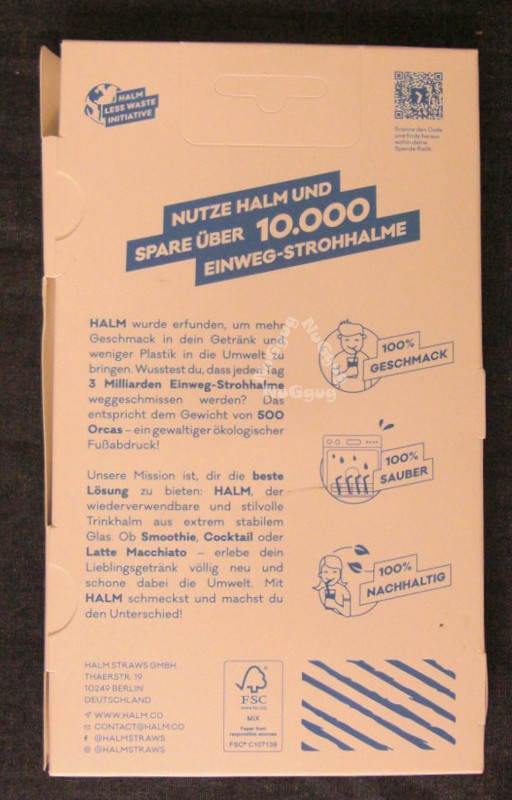 HALM
LESS WASTE
INITIATIVE
Scanne den Code
und finde heraus
wohin deine
Spende fließt.
NUTZE HALM UND
SPARE ÜBER 10.000
EINWEG-STROHHALME
HALM wurde erfunden, um mehr
Geschmack in dein Getränk und
weniger Plastik in die Umwelt zu
bringen. Wusstest du, dass jeden Tag
3 Milliarden Einweg-Strohhalme
weggeschmissen werden? Das
entspricht dem Gewicht von 500
Orcas – ein gewaltiger ökologischer
Fußabdruck!
100%
GESCHMACK
NuGgug NuGgug
NuGgug
Unsere Mission ist, dir die beste
Lösung zu bieten: HALM, der
wiederverwendbare und stilvolle
Trinkhalm aus extrem stabilem
Glas. Ob Smoothie, Cocktail oder
Latte Macchiato – erlebe dein
Lieblingsgetränk völlig neu und
schone dabei die Umwelt. Mit
HALM schmeckst und machst du
den Unterschied!
100%
SAUBER
100%
NACHHALTIG
HALM STRAWS GMBH
THAERSTR. 19
10249 BERLIN
DEUTSCHLAND
WWW.HALM.CO
CONTACT@HALM.CO
@HALMSTRAWS
@HALMSTRAWS
FSC
www.fsc.org
MIX
Paper from
responsible sources
FSC® C107139